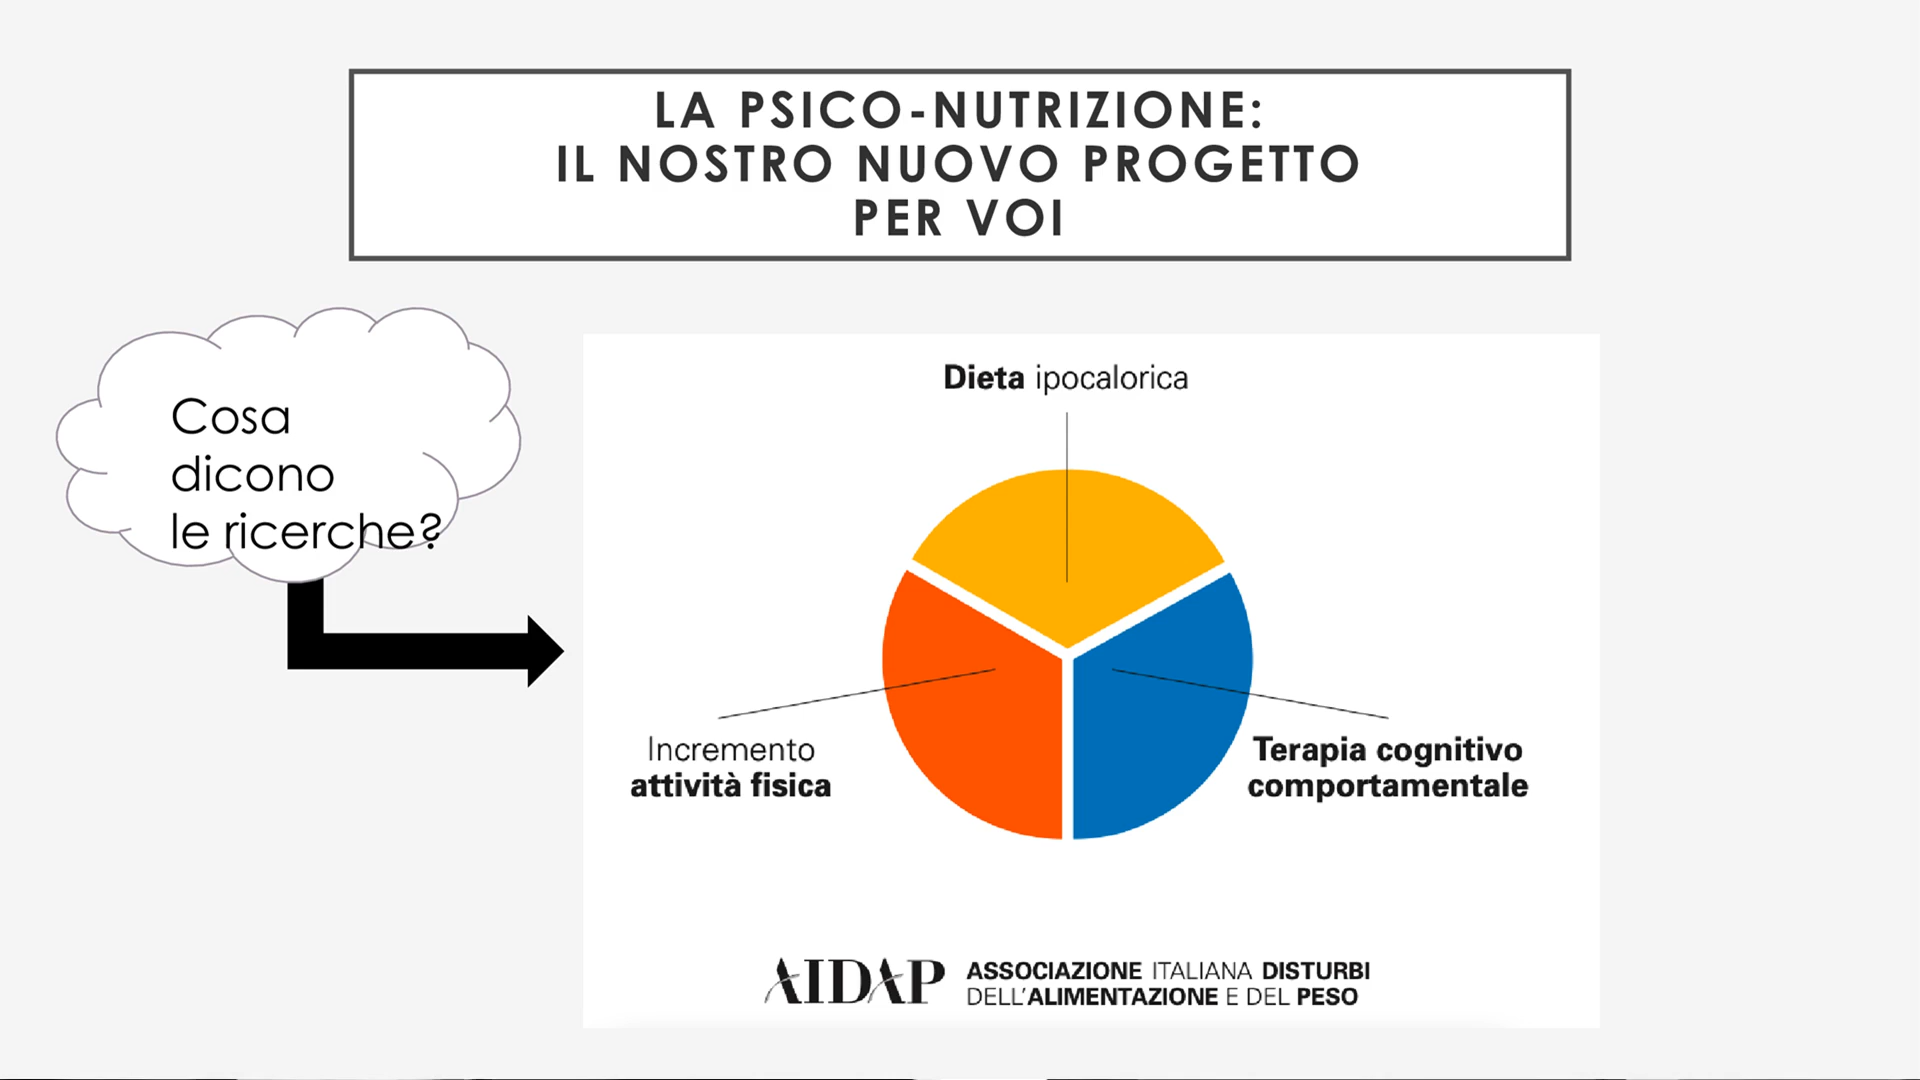 LA PSICO-NUTRIZIONE:
IL NOSTRO NUOVO PROGETTO
PER VOI
Cosa
dicono
le ricerche?
Dieta ipocalorica
Incremento
attività fisica
Terapia cognitivo
comportamentale
AIDAP
ASSOCIAZIONE ITALIANA DISTURBI
DELL'ALIMENTAZIONE E DEL PESO